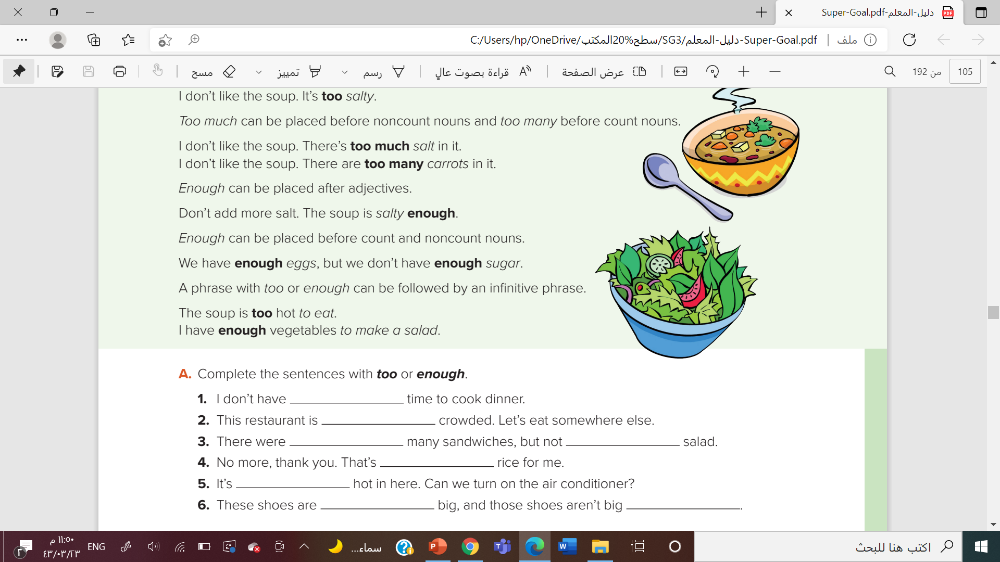 دليل-المعلم-Super-Goal.pdf
ملف
C:/Users/hp/OneDrive/سطح%20المكتب/SG3/دليل-المعلم-Super-Goal.pdf
105
من 192
عرض الصفحة
قراءة بصوت عالٍ
رسم
تمييز
مسح
I don't like the soup. It's too salty.
Too much can be placed before noncount nouns and too many before count nouns.
I don't like the soup. There's too much salt in it.
I don't like the soup. There are too many carrots in it.
Enough can be placed after adjectives.
Don't add more salt. The soup is salty enough.
Enough can be placed before count and noncount nouns.
We have enough eggs, but we don't have enough sugar.
A phrase with too or enough can be followed by an infinitive phrase.
The soup is too hot to eat.
I have enough vegetables to make a salad.
A. Complete the sentences with too or enough.
1. I don't have ________________ time to cook dinner.
2. This restaurant is ________________ crowded. Let's eat somewhere else.
3. There were ________________ many sandwiches, but not ________________ salad.
4. No more, thank you. That's ________________ rice for me.
5. It's ________________ hot in here. Can we turn on the air conditioner?
6. These shoes are ________________ big, and those shoes aren't big ________________.
اكتب هنا للبحث
سماء...
ENG
١١:٥٠ م
٤٣/٠٣/٢٣
٣